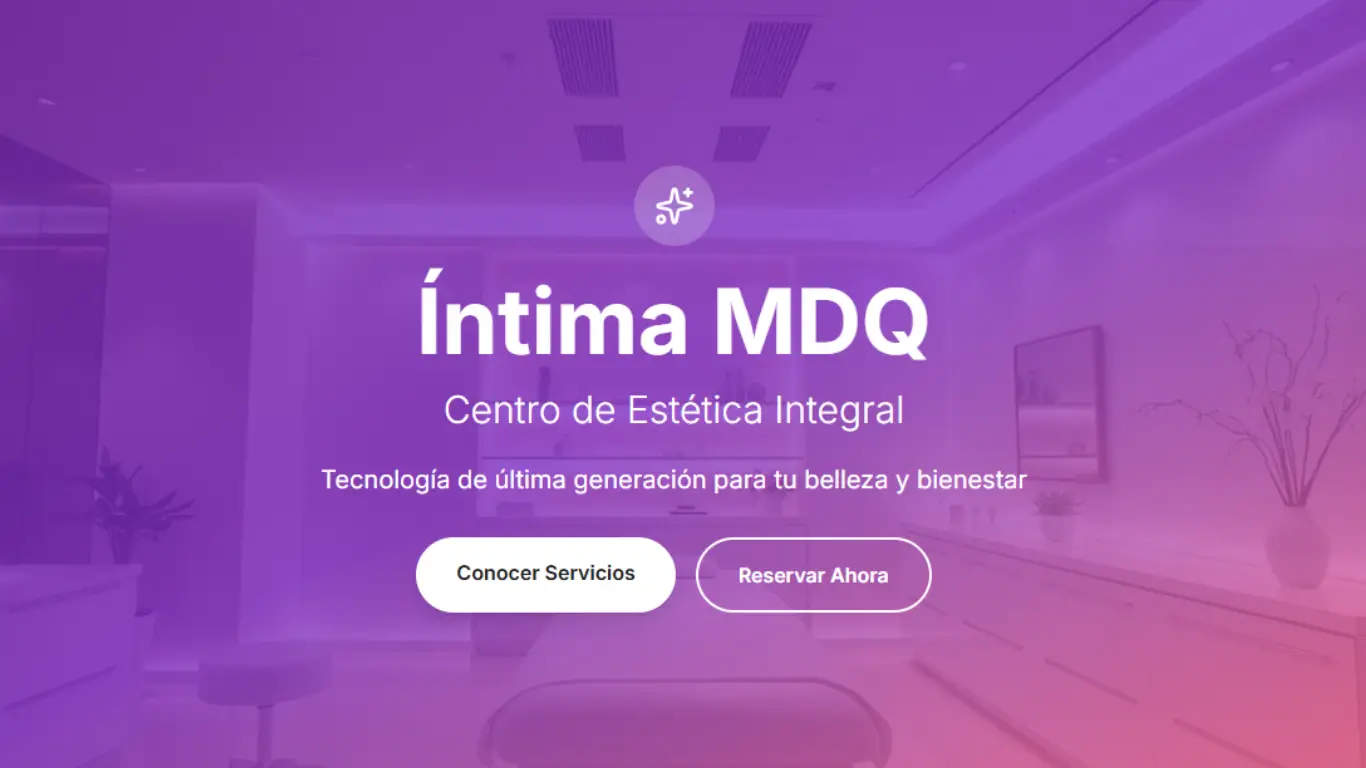 Íntima MDQ
Centro de Estética Integral
Tecnología de última generación para tu belleza y bienestar
Conocer Servicios
Reservar Ahora